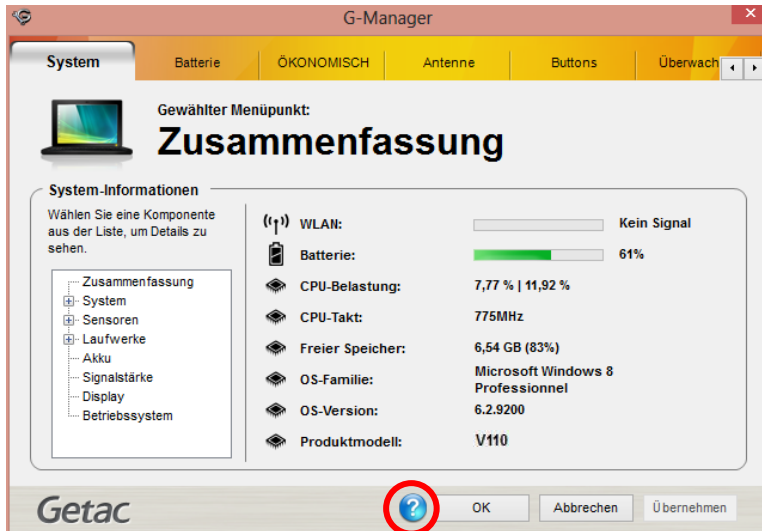 G-Manager
System Batterie ÖKONOMISCH Antenne Buttons Überwach
Gewählter Menüpunkt:
Zusammenfassung
System-Informationen
Wählen Sie eine Komponente
aus der Liste, um Details zu
sehen.
Zusammenfassung
System
Sensoren
Laufwerke
Akku
Signalstärke
Display
Betriebssystem
WLAN: Kein Signal
Batterie: 61%
CPU-Belastung: 7,77 % | 11,92 %
CPU-Takt: 775MHz
Freier Speicher: 6,54 GB (83%)
OS-Familie: Microsoft Windows 8
Professionnel
OS-Version: 6.2.9200
Produktmodell: V110
Getac ? OK Abbrechen Übernehmen